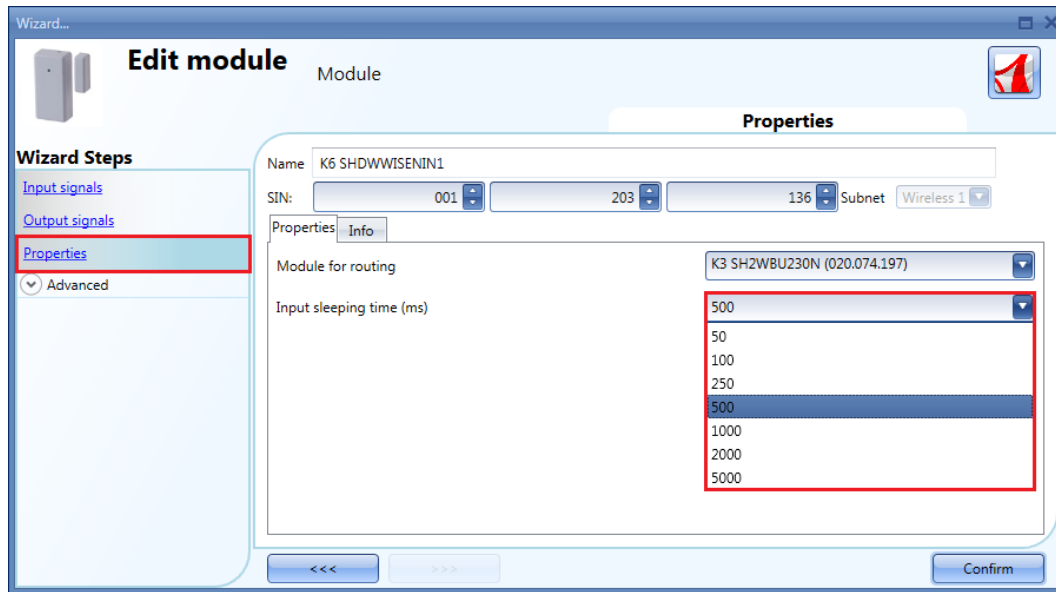 Wizard...
Edit module
Module
Properties
Wizard Steps
Input signals
Output signals
Properties
Advanced
Name K6 SHDWWISENIN1
SIN: 001 203 136 Subnet Wireless 1
Properties Info
Module for routing K3 SH2WBU230N (020.074.197)
Input sleeping time (ms) 500
50
100
250
500
1000
2000
5000
<<< >>> Confirm